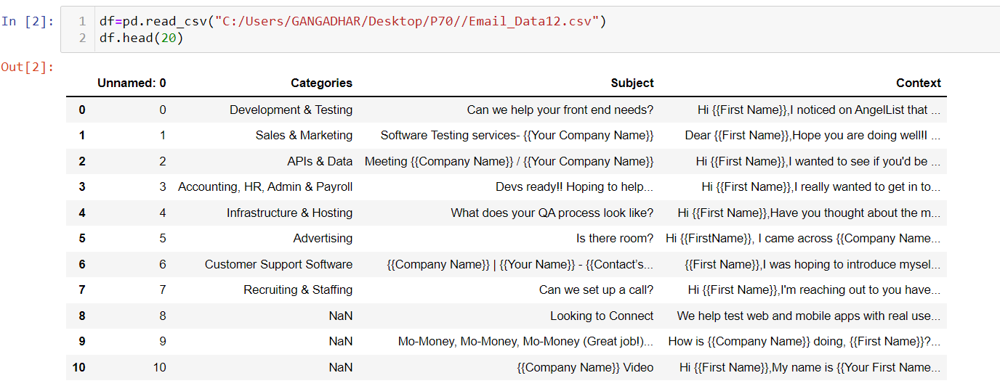 In [2]:
1 df=pd.read_csv("C:/Users/GANGADHAR/Desktop/P70//Email_Data12.csv")
2 df.head(20)
Out[2]:
Unnamed: 0 Categories Subject Context
0 0 Development & Testing Can we help your front end needs? Hi {{First Name}},I noticed on AngelList that ...
1 1 Sales & Marketing Software Testing services- {{Your Company Name}} Dear {{First Name}},Hope you are doing well!I ...
2 2 APIs & Data Meeting {{Company Name}} / {{Your Company Name}} Hi {{First Name}},I wanted to see if you'd be ...
3 3 Accounting, HR, Admin & Payroll Devs ready!! Hoping to help... Hi {{First Name}},I really wanted to get in to...
4 4 Infrastructure & Hosting What does your QA process look like? Hi {{First Name}},Have you thought about the m...
5 5 Advertising Is there room? Hi {{FirstName}}, I came across {{Company Name...
6 6 Customer Support Software {{Company Name}} | {{Your Name}} - {{Contact’s... {{First Name}},I was hoping to introduce mysel...
7 7 Recruiting & Staffing Can we set up a call? Hi {{First Name}},I'm reaching out to you have...
8 8 NaN Looking to Connect We help test web and mobile apps with real use...
9 9 NaN Mo-Money, Mo-Money, Mo-Money (Great job!)... How is {{Company Name}} doing, {{First Name}}?...
10 10 NaN {{Company Name}} Video Hi {{First Name}},My name is {{Your First Name...